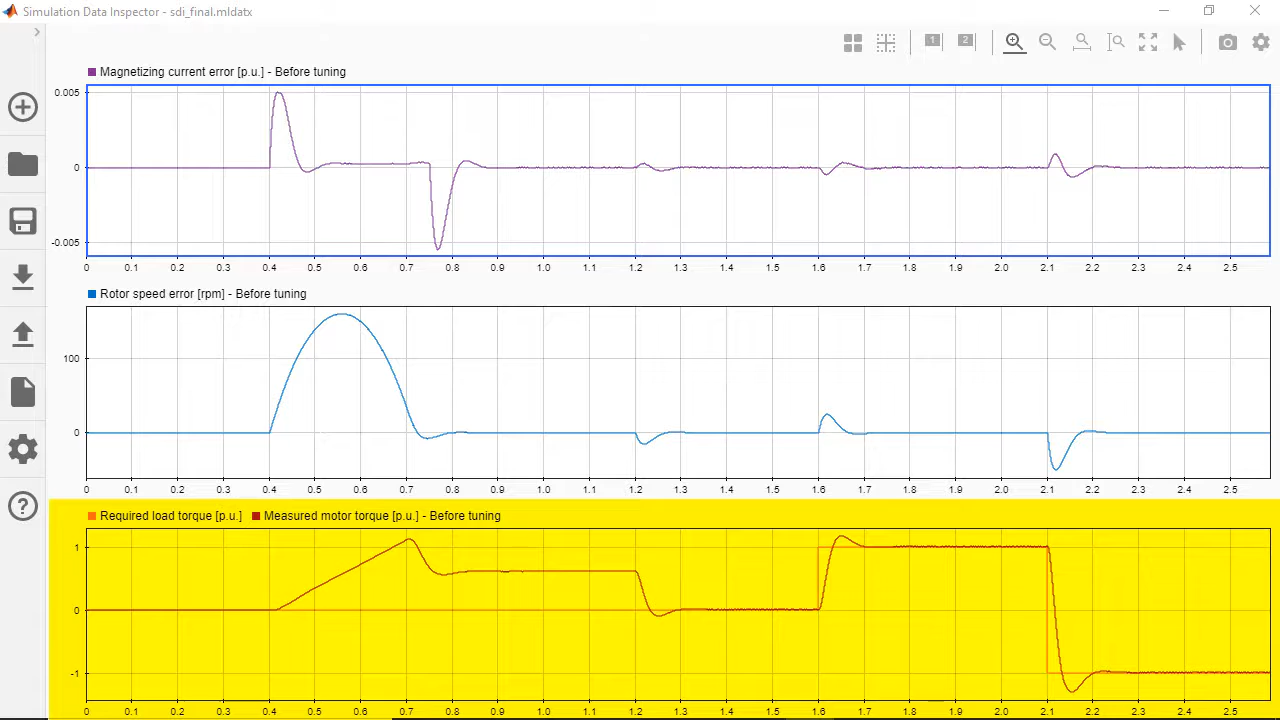 Simulation Data Inspector - sdi_final.mldatx
1 2
Magnetizing current error [p.u.] - Before tuning
0.005
0
-0.005
0 0.1 0.2 0.3 0.4 0.5 0.6 0.7 0.8 0.9 1.0 1.1 1.2 1.3 1.4 1.5 1.6 1.7 1.8 1.9 2.0 2.1 2.2 2.3 2.4 2.5
Rotor speed error [rpm] - Before tuning
100
0
0 0.1 0.2 0.3 0.4 0.5 0.6 0.7 0.8 0.9 1.0 1.1 1.2 1.3 1.4 1.5 1.6 1.7 1.8 1.9 2.0 2.1 2.2 2.3 2.4 2.5
Required load torque [p.u.] Measured motor torque [p.u.] - Before tuning
1
0
-1
0 0.1 0.2 0.3 0.4 0.5 0.6 0.7 0.8 0.9 1.0 1.1 1.2 1.3 1.4 1.5 1.6 1.7 1.8 1.9 2.0 2.1 2.2 2.3 2.4 2.5